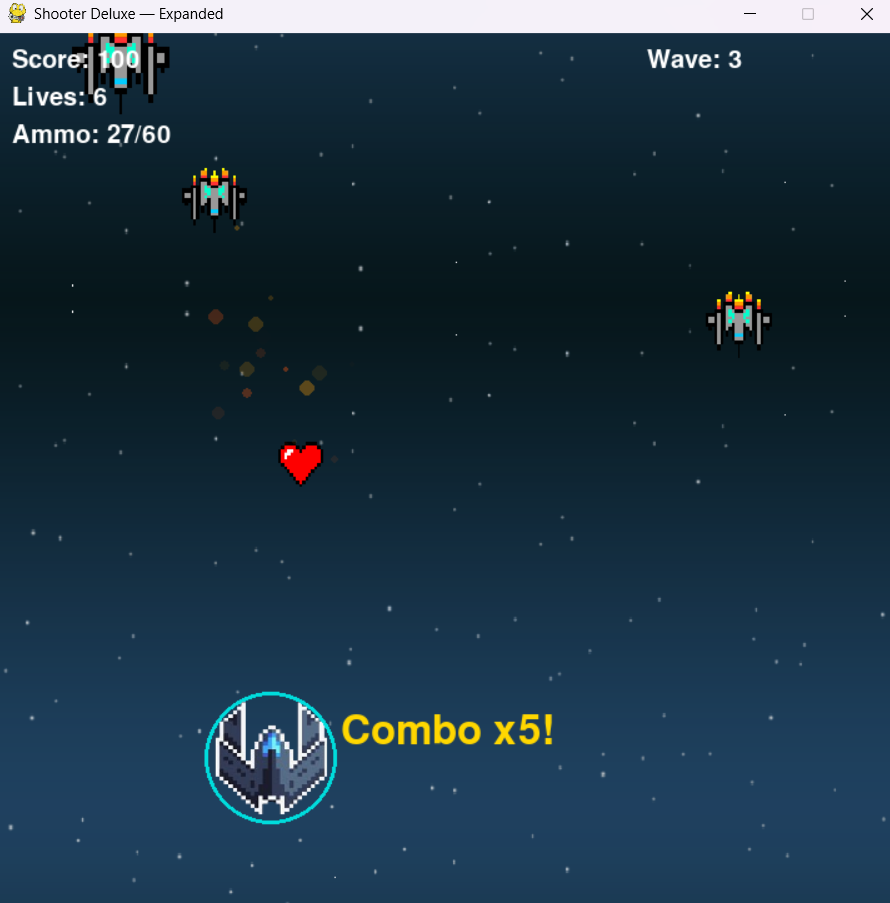 Shooter Deluxe — Expanded
Score: 100
Wave: 3
Lives: 6
Ammo: 27/60
Combo x5!